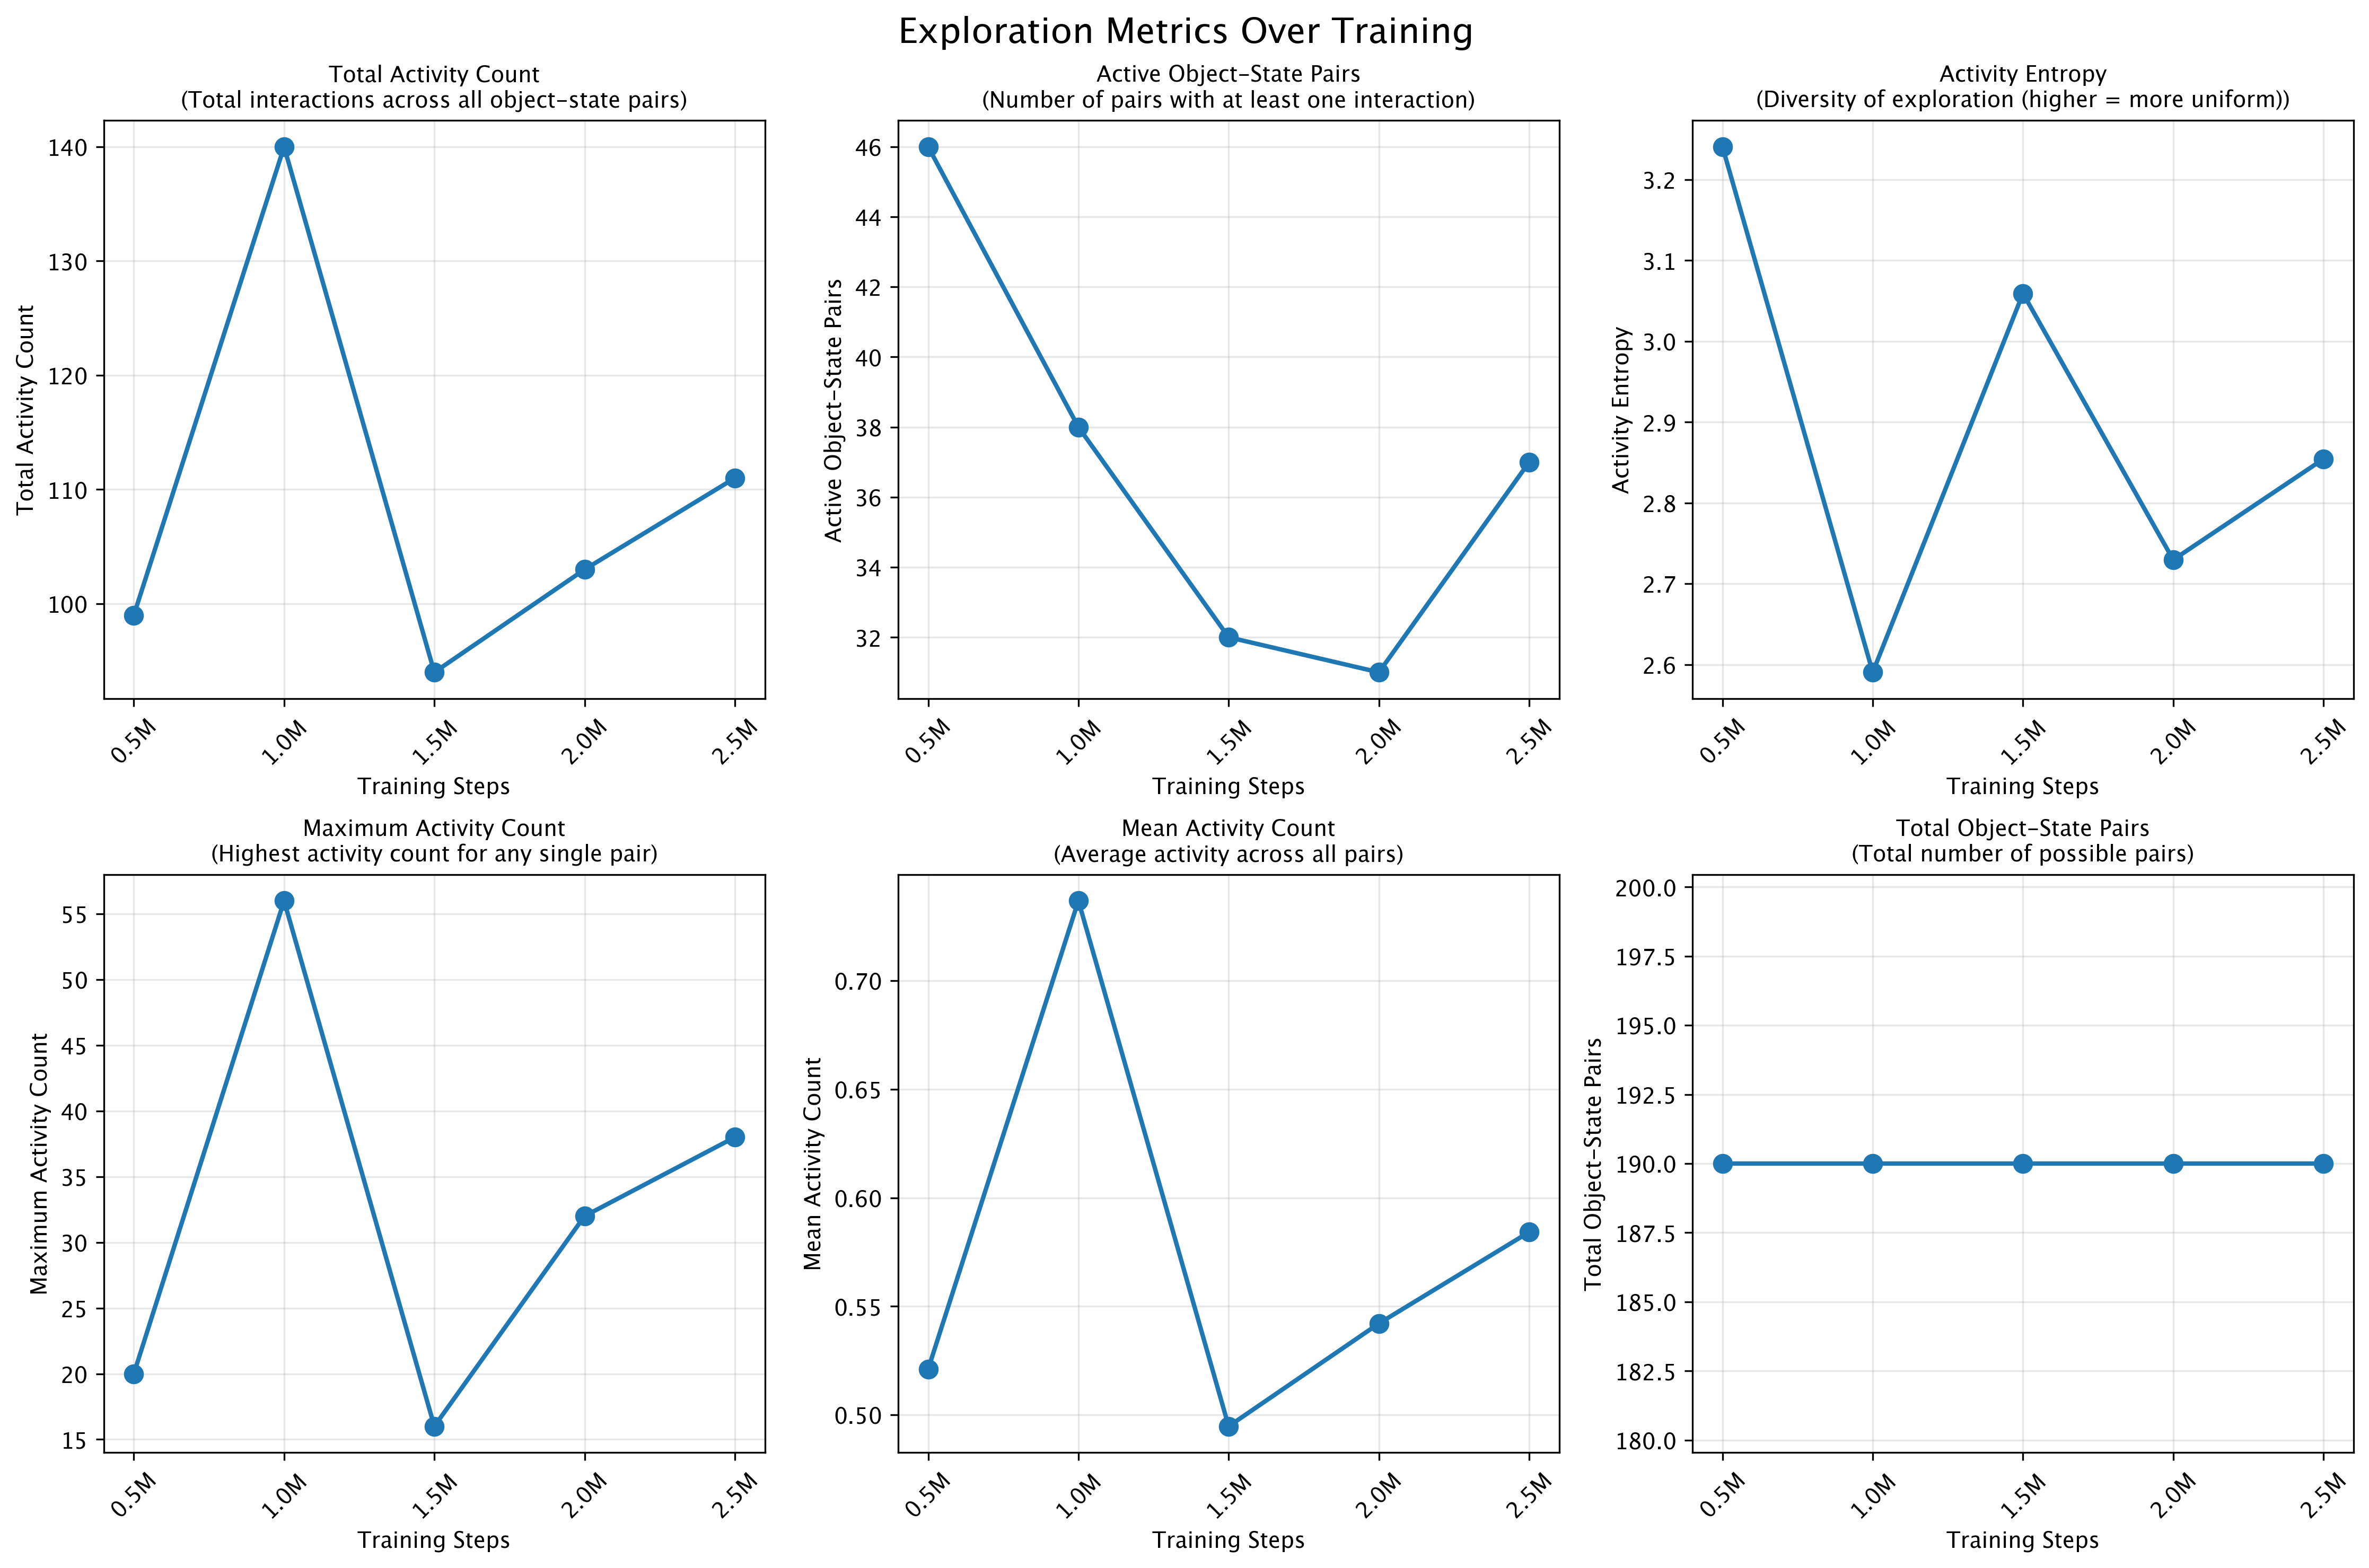 Exploration Metrics Over Training
Total Activity Count
(Total interactions across all object-state pairs)
Total Activity Count
140
130
120
110
100
0.5M
1.0M
1.5M
2.0M
2.5M
Training Steps
Active Object-State Pairs
(Number of pairs with at least one interaction)
Active Object-State Pairs
46
44
42
40
38
36
34
32
0.5M
1.0M
1.5M
2.0M
2.5M
Training Steps
Activity Entropy
(Diversity of exploration (higher = more uniform))
Activity Entropy
3.2
3.1
3.0
2.9
2.8
2.7
2.6
0.5M
1.0M
1.5M
2.0M
2.5M
Training Steps
Maximum Activity Count
(Highest activity count for any single pair)
Maximum Activity Count
55
50
45
40
35
30
25
20
15
0.5M
1.0M
1.5M
2.0M
2.5M
Training Steps
Mean Activity Count
(Average activity across all pairs)
Mean Activity Count
0.70
0.65
0.60
0.55
0.50
0.5M
1.0M
1.5M
2.0M
2.5M
Training Steps
Total Object-State Pairs
(Total number of possible pairs)
Total Object-State Pairs
200.0
197.5
195.0
192.5
190.0
187.5
185.0
182.5
180.0
0.5M
1.0M
1.5M
2.0M
2.5M
Training Steps